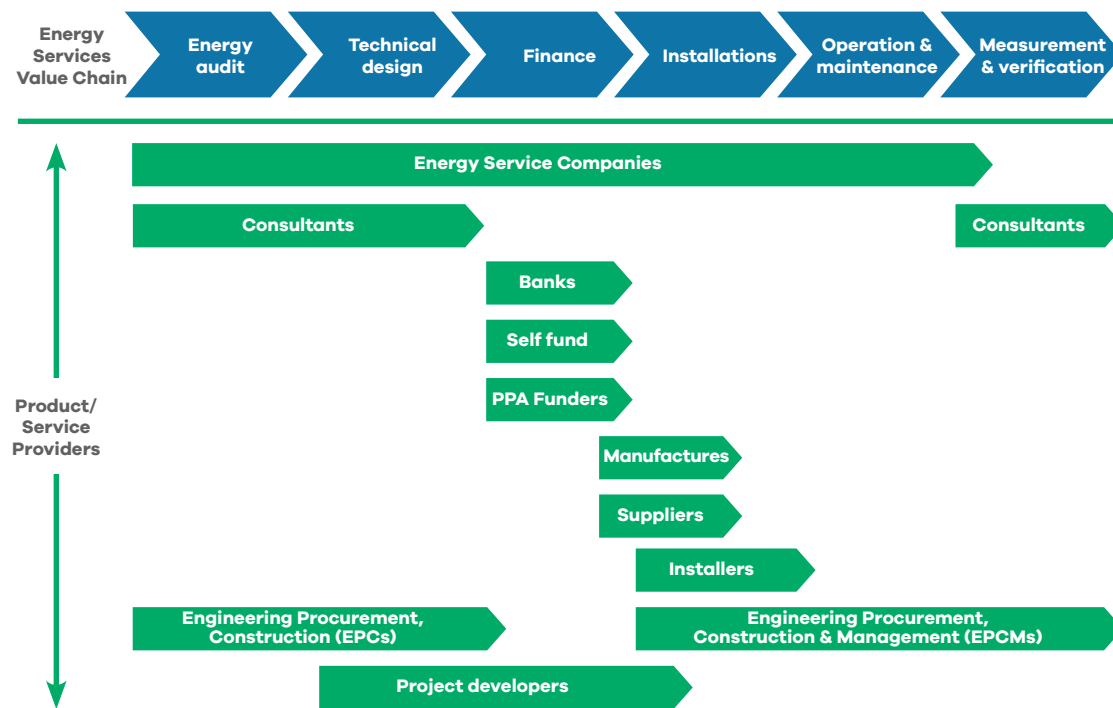 Energy
Services
Value Chain
Energy
audit
Technical
design
Finance
Installations
Operation &
maintenance
Measurement
& verification
Product/
Service
Providers
Energy Service Companies
Consultants
Consultants
Banks
Self fund
PPA Funders
Manufactures
Suppliers
Installers
Engineering Procurement,
Construction (EPCs)
Engineering Procurement,
Construction & Management (EPCMs)
Project developers